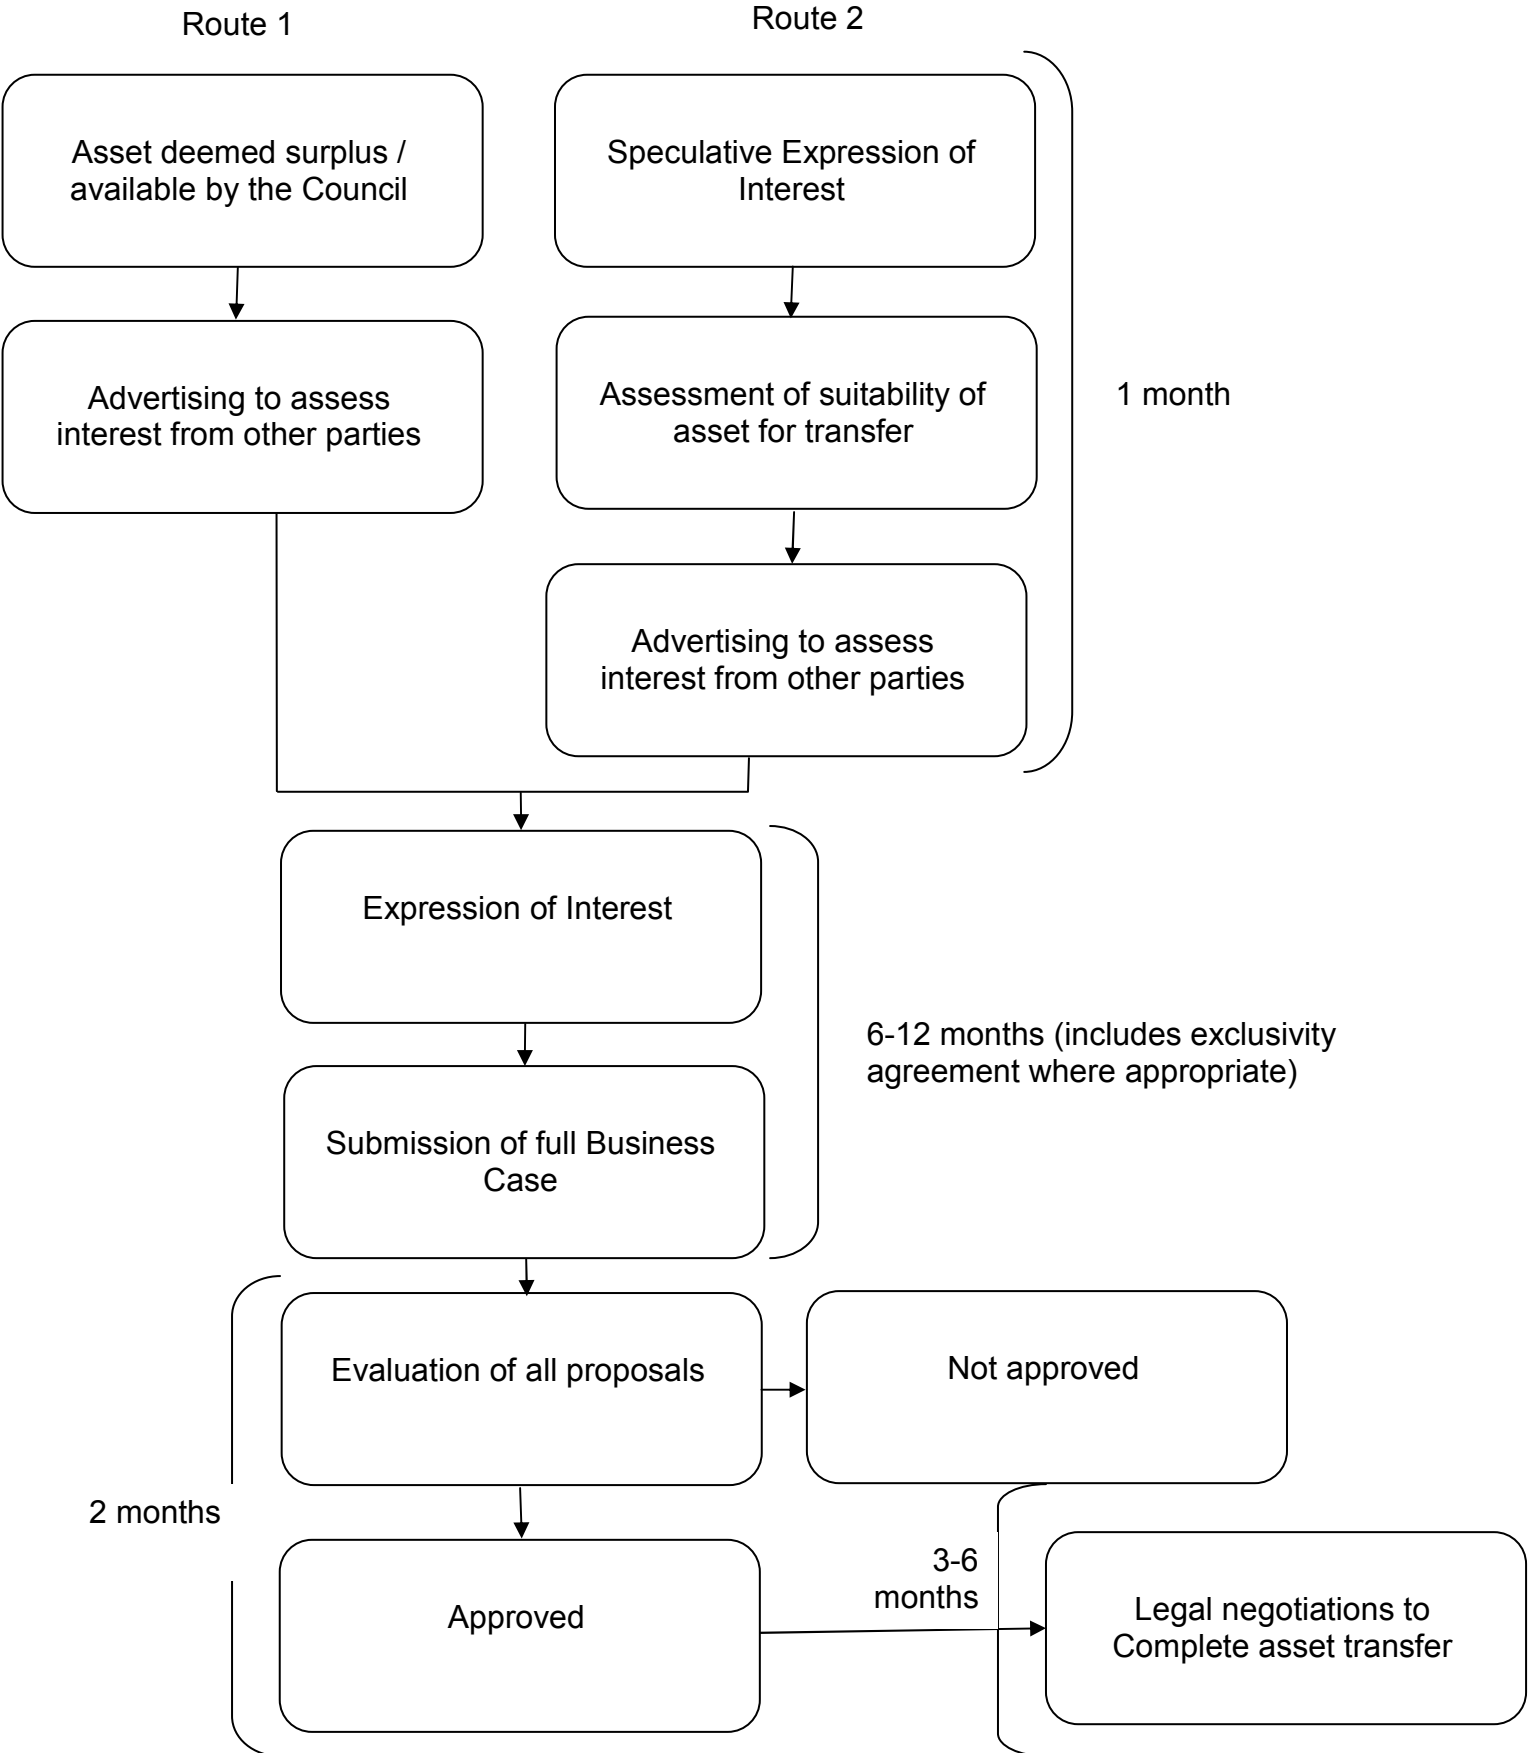 Route 1
Route 2
Asset deemed surplus /
available by the Council
Speculative Expression of
Interest
Advertising to assess
interest from other parties
Assessment of suitability of
asset for transfer
1 month
Advertising to assess
interest from other parties
Expression of Interest
6-12 months (includes exclusivity
agreement where appropriate)
Submission of full Business
Case
Evaluation of all proposals
Not approved
2 months
Approved
3-6
months
Legal negotiations to
Complete asset transfer